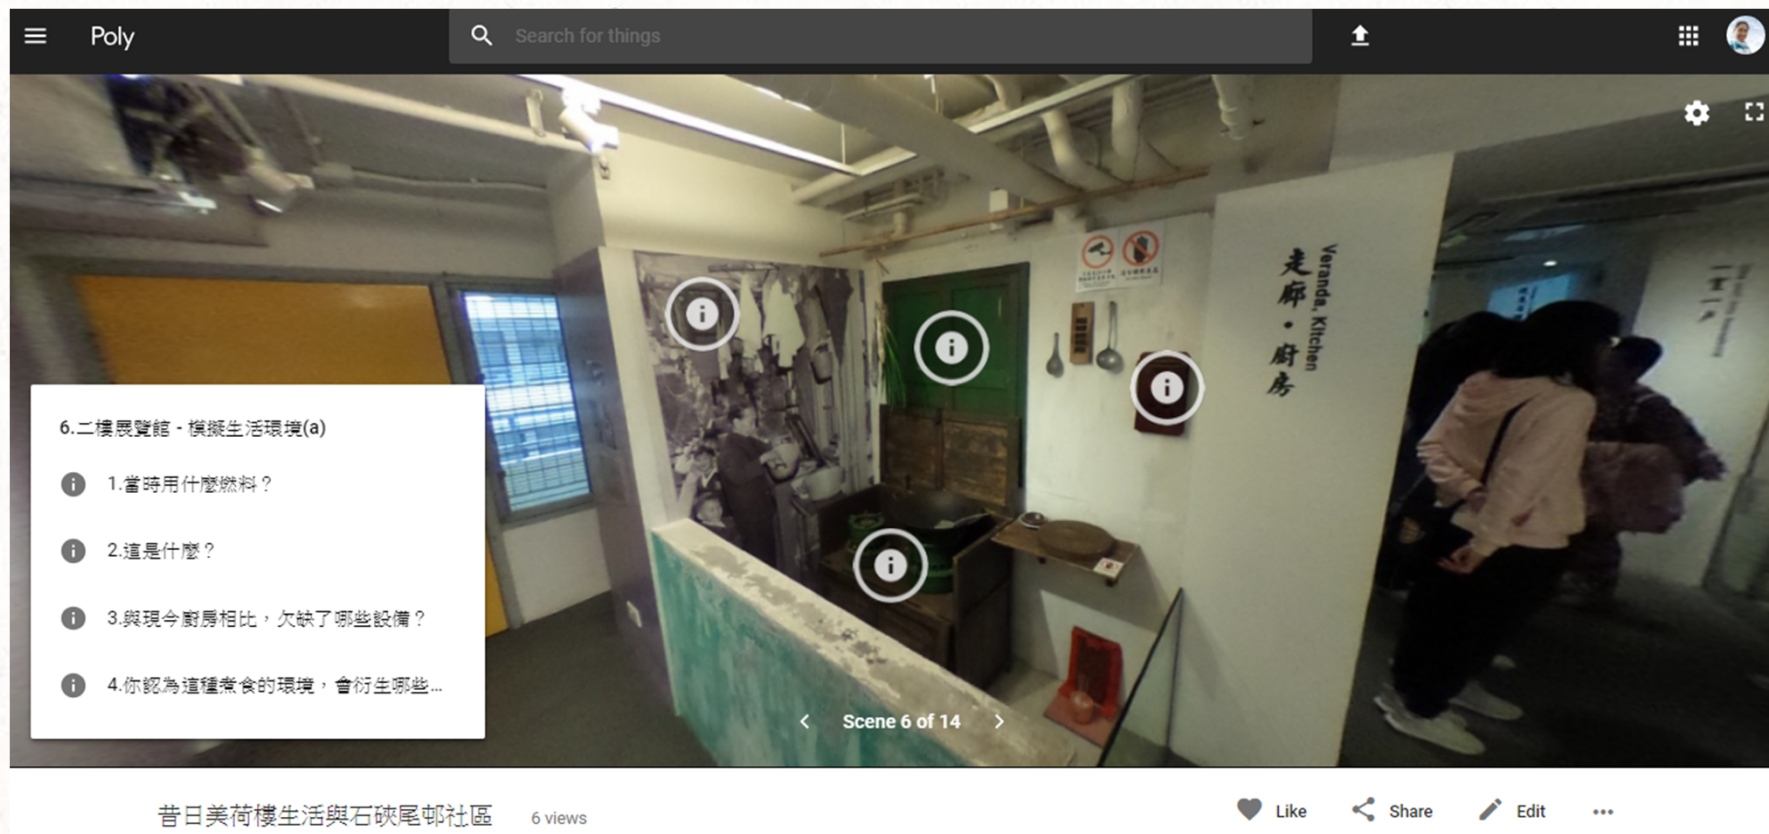 Poly
Search for things
走廊・廚房
Veranda, Kitchen
6.二樓展覽館 - 模擬生活環境(a)
1.當時用什麼燃料？
2.這是什麼？
3.與現今廚房相比，欠缺了哪些設備？
4.你認為這種煮食的環境，會衍生哪些...
Scene 6 of 14
昔日美荷樓生活與石硤尾邨社區
6 views
Like
Share
Edit